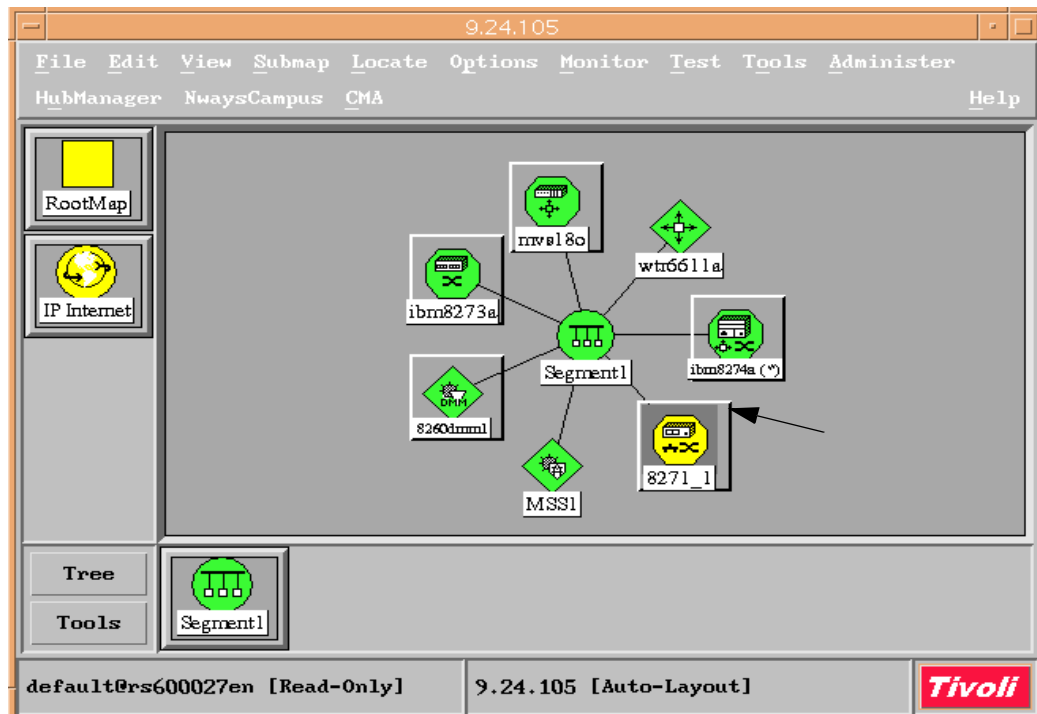 9.24.105
File Edit View Submap Locate Options Monitor Test Tools Administer
HubManager NwaysCampus CMA Help
RootMap
IP Internet
mvs18o
wtr6611a
ibm8273a
ibm8274a (*)
Segment1
8260dmm1
DMM
8271_1
MSS1
Tree
Tools
Segment1
default@rs600027en [Read-Only]
9.24.105 [Auto-Layout]
Tivoli